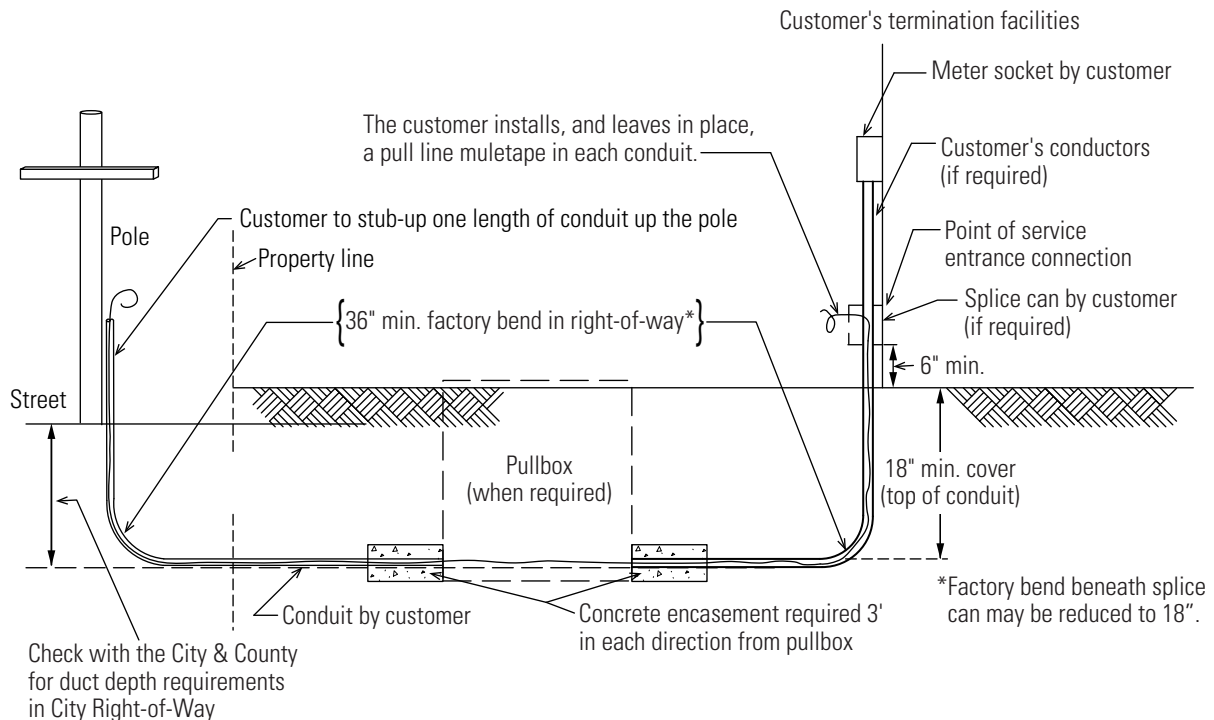 Customer's termination facilities
Meter socket by customer
The customer installs, and leaves in place,
a pull line muletape in each conduit.
Customer's conductors
(if required)
Customer to stub-up one length of conduit up the pole
Pole
Property line
Point of service
entrance connection
{36" min. factory bend in right-of-way*}
Splice can by customer
(if required)
6" min.
Street
Pullbox
(when required)
18" min. cover
(top of conduit)
Conduit by customer
Concrete encasement required 3'
in each direction from pullbox
*Factory bend beneath splice
can may be reduced to 18”.
Check with the City & County
for duct depth requirements
in City Right-of-Way